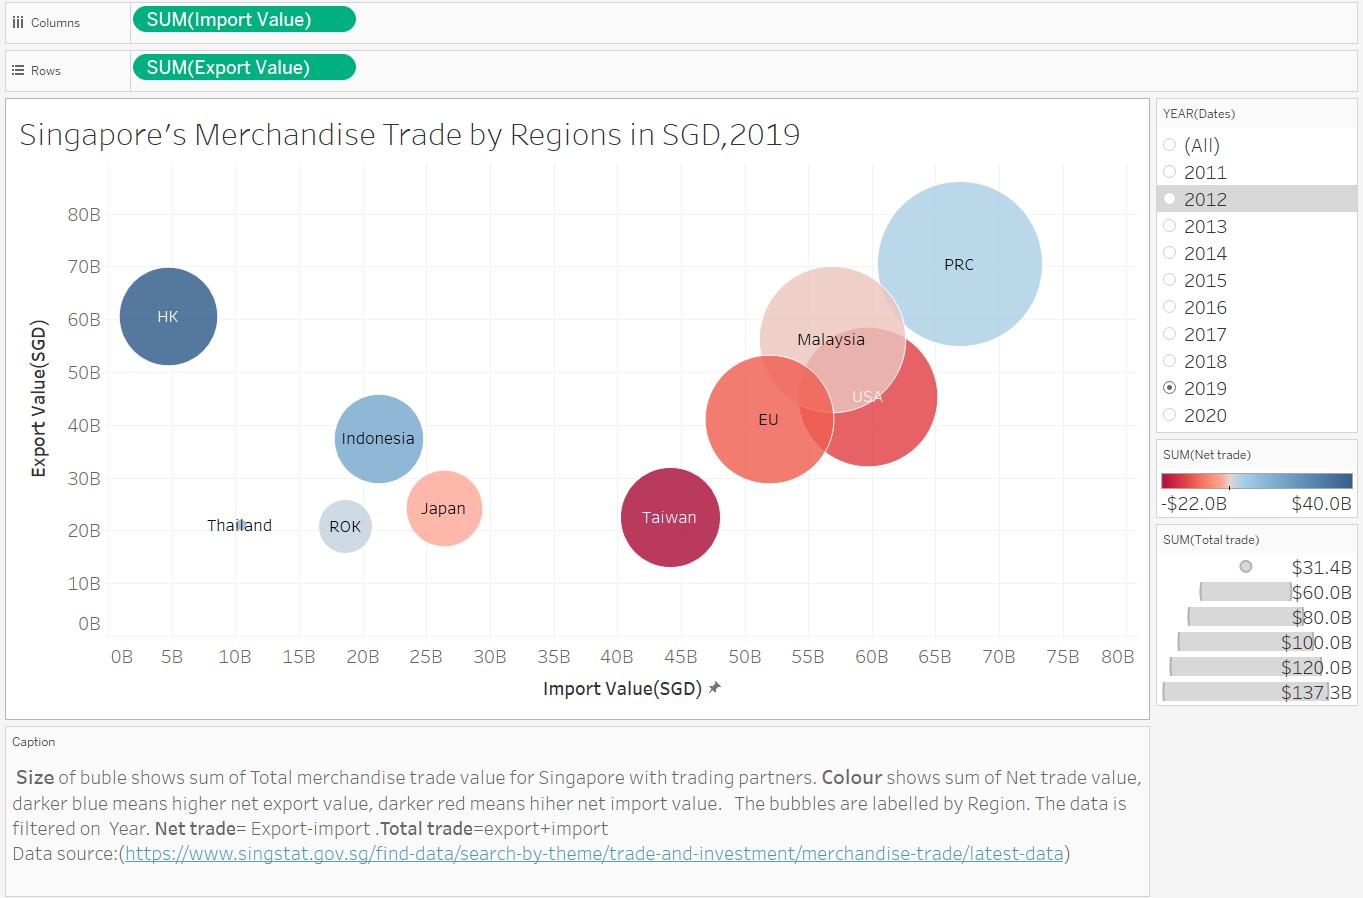 Columns
SUM(Import Value)
Rows
SUM(Export Value)
Singapore's Merchandise Trade by Regions in SGD,2019
80B
70B
60B
50B
40B
30B
20B
10B
0B
Export Value(SGD)
HK
PRC
Malaysia
USA
EU
Indonesia
Japan
Taiwan
Thailand
ROK
0B 5B 10B 15B 20B 25B 30B 35B 40B 45B 50B 55B 60B 65B 70B 75B 80B
Import Value(SGD)
YEAR(Dates)
(All)
2011
2012
2013
2014
2015
2016
2017
2018
2019
2020
SUM(Net trade)
-$22.0B $40.0B
SUM(Total trade)
$31.4B
$60.0B
$80.0B
$100.0B
$120.0B
$137.3B
Caption
Size of buble shows sum of Total merchandise trade value for Singapore with trading partners. Colour shows sum of Net trade value,
darker blue means higher net export value, darker red means hiher net import value. The bubbles are labelled by Region. The data is
filtered on Year. Net trade= Export-import .Total trade=export+import
Data source:(https://www.singstat.gov.sg/find-data/search-by-theme/trade-and-investment/merchandise-trade/latest-data)